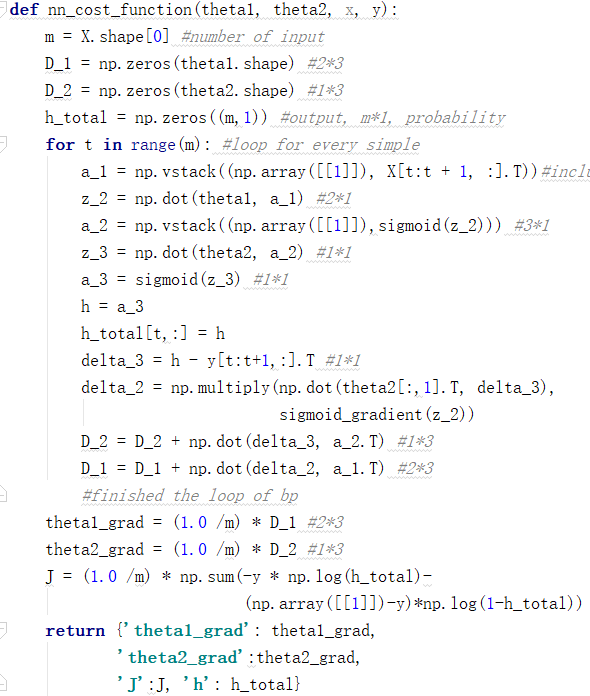 def nn_cost_function(theta1, theta2, x, y):
    m = X.shape[0] #number of input
    D_1 = np.zeros(theta1.shape) #2*3
    D_2 = np.zeros(theta2.shape) #1*3
    h_total = np.zeros((m,1)) #output, m*1, probability
    for t in range(m): #loop for every simple
        a_1 = np.vstack((np.array([[1]]), X[t:t + 1, :].T))#inclu
        z_2 = np.dot(theta1, a_1) #2*1
        a_2 = np.vstack((np.array([[1]]),sigmoid(z_2))) #3*1
        z_3 = np.dot(theta2, a_2) #1*1
        a_3 = sigmoid(z_3) #1*1
        h = a_3
        h_total[t,:] = h
        delta_3 = h - y[t:t+1,:].T #1*1
        delta_2 = np.multiply(np.dot(theta2[:,1].T, delta_3),
                              sigmoid_gradient(z_2))
        D_2 = D_2 + np.dot(delta_3, a_2.T) #1*3
        D_1 = D_1 + np.dot(delta_2, a_1.T) #2*3
        #finished the loop of bp
    theta1_grad = (1.0 /m) * D_1 #2*3
    theta2_grad = (1.0 /m) * D_2 #1*3
    J = (1.0 /m) * np.sum(-y * np.log(h_total)-
                          (np.array([[1]])-y)*np.log(1-h_total))
    return {'theta1_grad': theta1_grad,
            'theta2_grad':theta2_grad,
            'J':J, 'h': h_total}